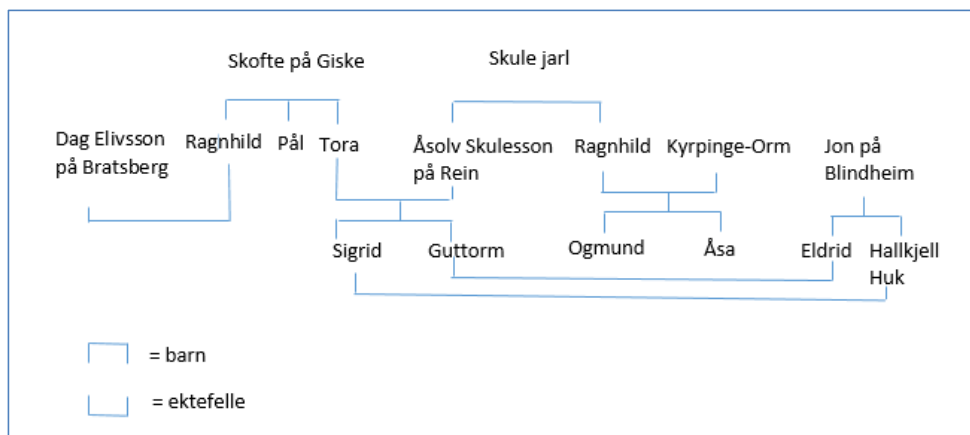 Skofte på Giske
Skule jarl
Dag Elivsson
på Bratsberg
Ragnhild
Pål
Tora
Åsolv Skulesson
på Rein
Ragnhild
Kyrpinge-Orm
Jon på
Blindheim
Sigrid
Guttorm
Ogmund
Åsa
Eldrid
Hallkjell
Huk
= barn
= ektefelle